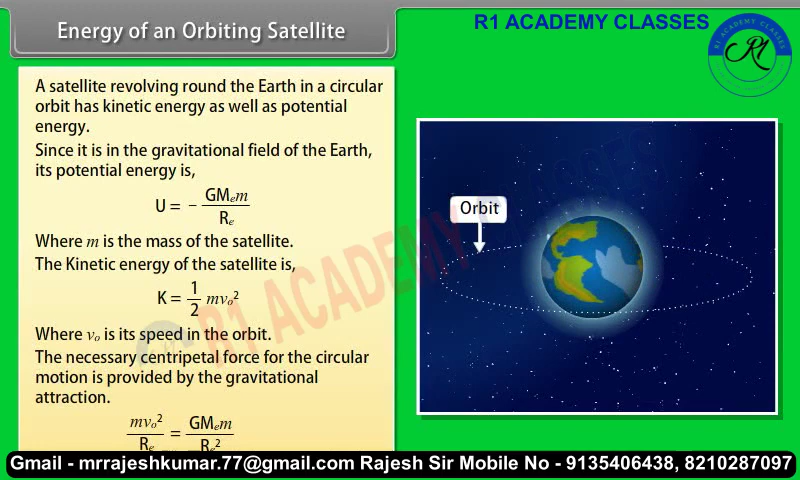 Energy of an Orbiting Satellite
R1 ACADEMY CLASSES
R1 ACADEMY CLASSES
R1
A satellite revolving round the Earth in a circular
orbit has kinetic energy as well as potential
energy.
Since it is in the gravitational field of the Earth,
its potential energy is,
U = − GMₑm / Rₑ
Where m is the mass of the satellite.
The Kinetic energy of the satellite is,
K = 1/2 mvₒ²
Where vₒ is its speed in the orbit.
The necessary centripetal force for the circular
motion is provided by the gravitational
attraction.
mvₒ² / Rₑ = GMₑm / Rₑ²
Orbit
R1 ACADEMY CLASSES
Gmail - mrrajeshkumar.77@gmail.com Rajesh Sir Mobile No - 9135406438, 8210287097